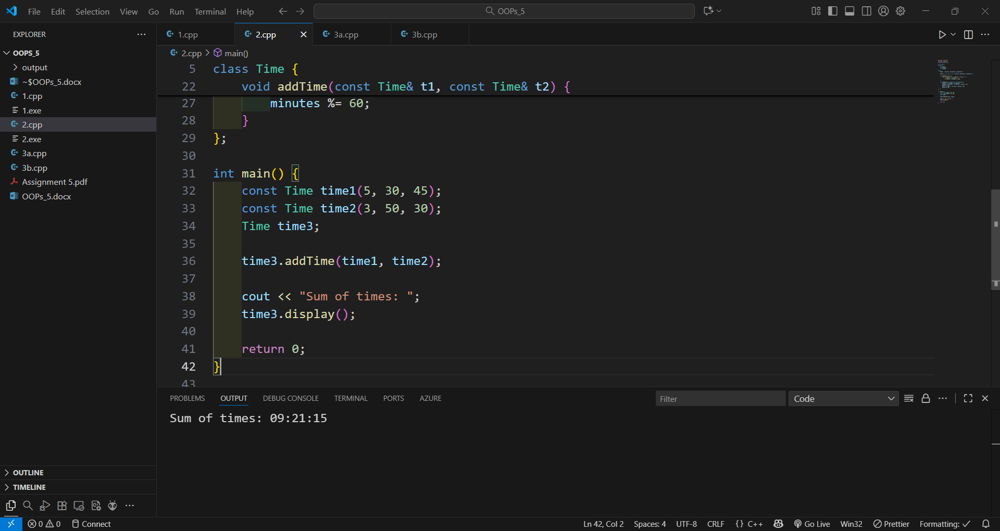 File Edit Selection View Go Run Terminal Help
OOPs_5
EXPLORER
OOPS_5
output
~$OOPs_5.docx
1.cpp
1.exe
2.cpp
2.exe
3a.cpp
3b.cpp
Assignment 5.pdf
OOPs_5.docx
OUTLINE
TIMELINE
1.cpp 2.cpp 3a.cpp 3b.cpp
2.cpp > main()
5 class Time {
22 void addTime(const Time& t1, const Time& t2) {
27 minutes %= 60;
28 }
29 };
30
31 int main() {
32 const Time time1(5, 30, 45);
33 const Time time2(3, 50, 30);
34 Time time3;
35
36 time3.addTime(time1, time2);
37
38 cout << "Sum of times: ";
39 time3.display();
40
41 return 0;
42 }
43
PROBLEMS OUTPUT DEBUG CONSOLE TERMINAL PORTS AZURE
Filter Code
Sum of times: 09:21:15
0 0 Connect
Ln 42, Col 2 Spaces: 4 UTF-8 CRLF {} C++ Go Live Win32 Prettier Formatting: ✓